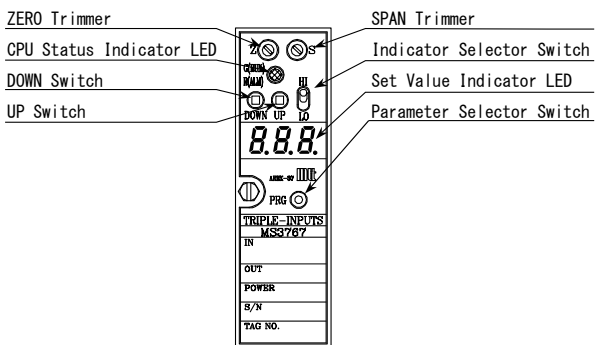 ZERO Trimmer
SPAN Trimmer
CPU Status Indicator LED
Indicator Selector Switch
DOWN Switch
Set Value Indicator LED
UP Switch
Parameter Selector Switch
Z S
G(RUN)
R(ALM)
HI
DOWN UP LO
8.8.8.
PRG
TRIPLE-INPUTS
MS3767
IN
OUT
POWER
S/N
TAG NO.